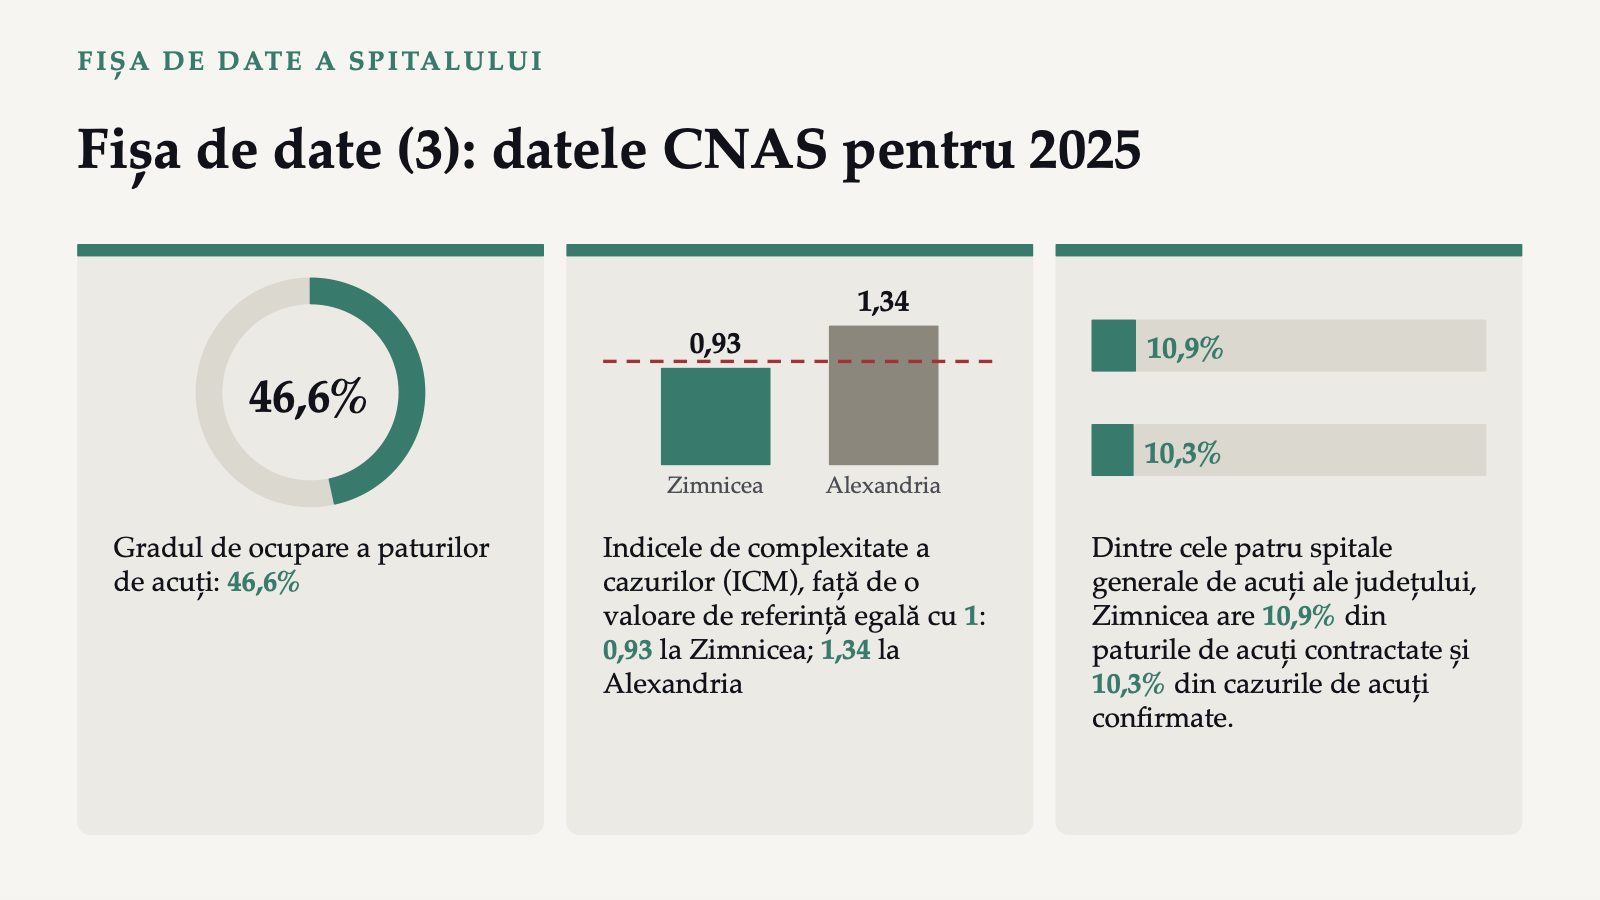 FIȘA DE DATE A SPITALULUI
Fișa de date (3): datele CNAS pentru 2025
46,6%
Gradul de ocupare a paturilor
de acuți: 46,6%
1,34
0,93
Zimnicea
Alexandria
Indicele de complexitate a
cazurilor (ICM), față de o
valoare de referință egală cu 1:
0,93 la Zimnicea; 1,34 la
Alexandria
10,9%
10,3%
Dintre cele patru spitale
generale de acuți ale județului,
Zimnicea are 10,9% din
paturile de acuți contractate și
10,3% din cazurile de acuți
confirmate.